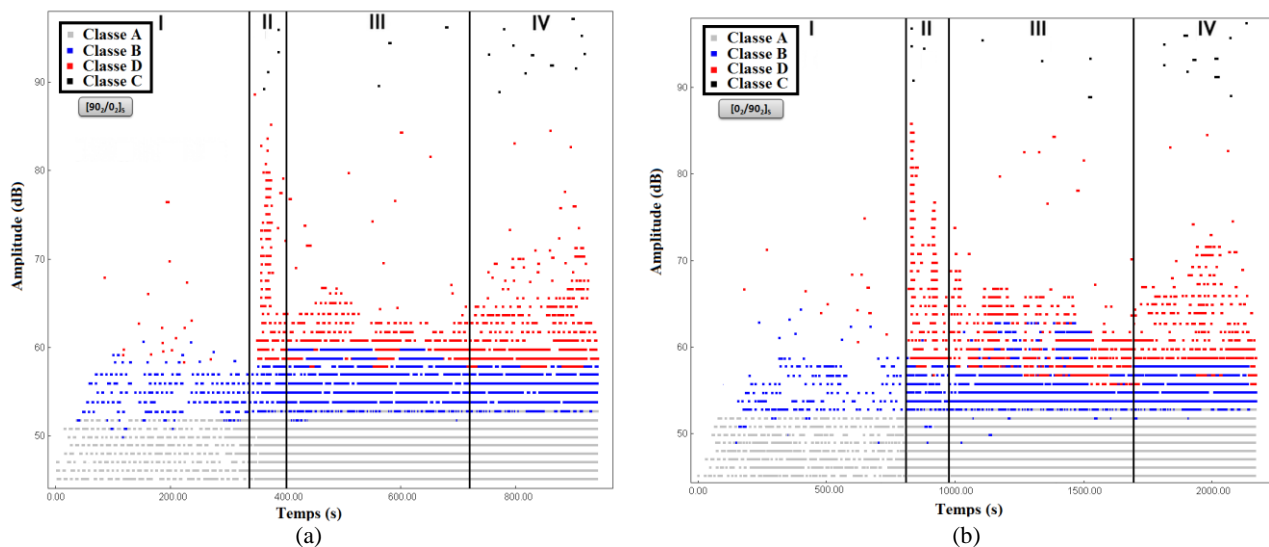 I II III IV
Classe A
Classe B
Classe D
Classe C
[90₂/0₂]ₛ
90
80
70
60
50
Amplitude (dB)
0.00 200.00 400.00 600.00 800.00
Temps (s)
(a)
I II III IV
Classe A
Classe B
Classe D
Classe C
[0₂/90₂]ₛ
90
80
70
60
50
Amplitude (dB)
0.00 500.00 1000.00 1500.00 2000.00
Temps (s)
(b)